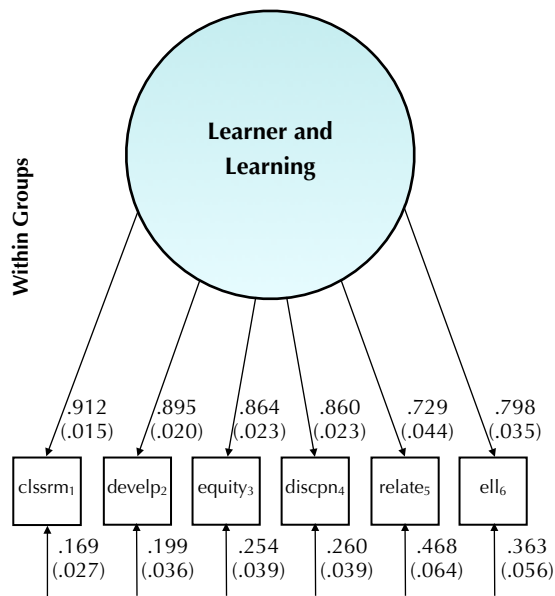 Learner and
Learning
Within Groups
.912 .895 .864 .860 .729 .798
(.015) (.020) (.023) (.023) (.044) (.035)
clssrm₁ develp₂ equity₃ discpn₄ relate₅ ell₆
.169 .199 .254 .260 .468 .363
(.027) (.036) (.039) (.039) (.064) (.056)